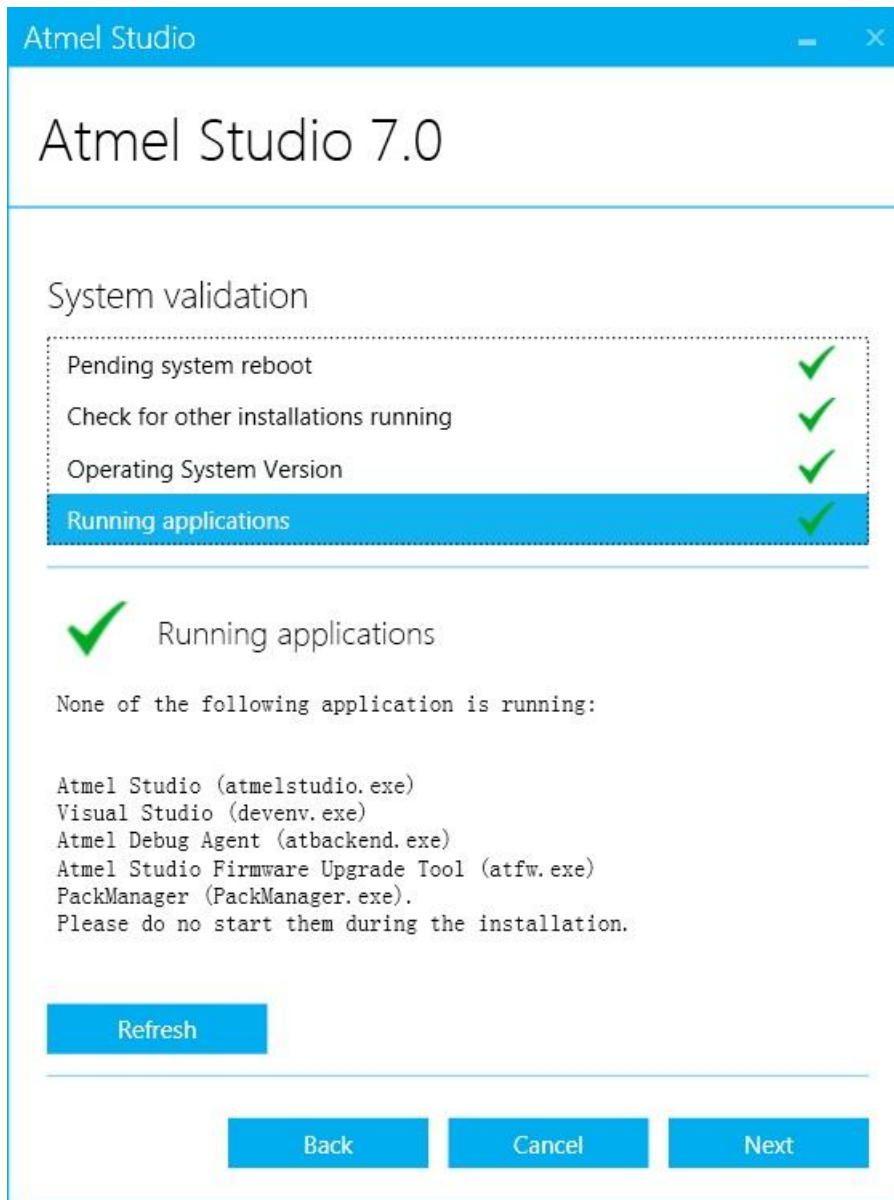 Atmel Studio
Atmel Studio 7.0
System validation
Pending system reboot
Check for other installations running
Operating System Version
Running applications
Running applications
None of the following application is running:
Atmel Studio (atmelstudio.exe)
Visual Studio (devenv.exe)
Atmel Debug Agent (atbackend.exe)
Atmel Studio Firmware Upgrade Tool (atfw.exe)
PackManager (PackManager.exe).
Please do no start them during the installation.
Refresh
Back Cancel Next